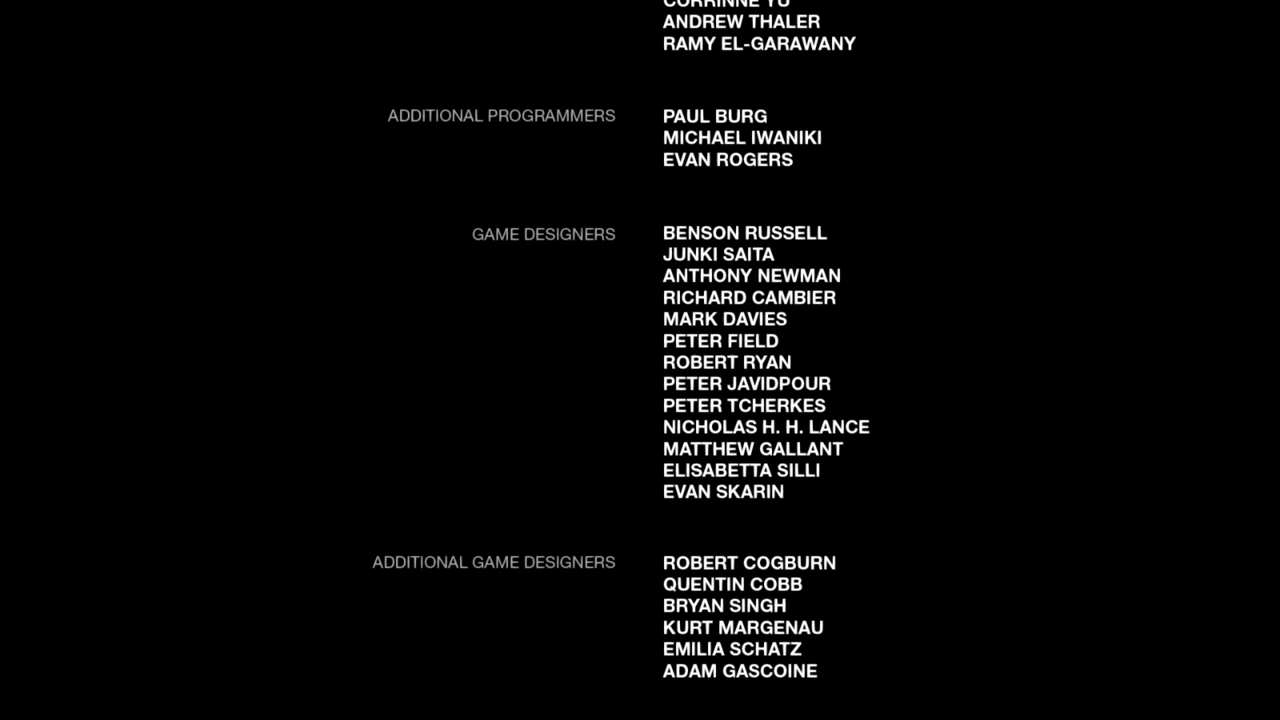 CORRINNE YU
ANDREW THALER
RAMY EL-GARAWANY
ADDITIONAL PROGRAMMERS
PAUL BURG
MICHAEL IWANIKI
EVAN ROGERS
GAME DESIGNERS
BENSON RUSSELL
JUNKI SAITA
ANTHONY NEWMAN
RICHARD CAMBIER
MARK DAVIES
PETER FIELD
ROBERT RYAN
PETER JAVIDPOUR
PETER TCHERKES
NICHOLAS H. H. LANCE
MATTHEW GALLANT
ELISABETTA SILLI
EVAN SKARIN
ADDITIONAL GAME DESIGNERS
ROBERT COGBURN
QUENTIN COBB
BRYAN SINGH
KURT MARGENAU
EMILIA SCHATZ
ADAM GASCOINE